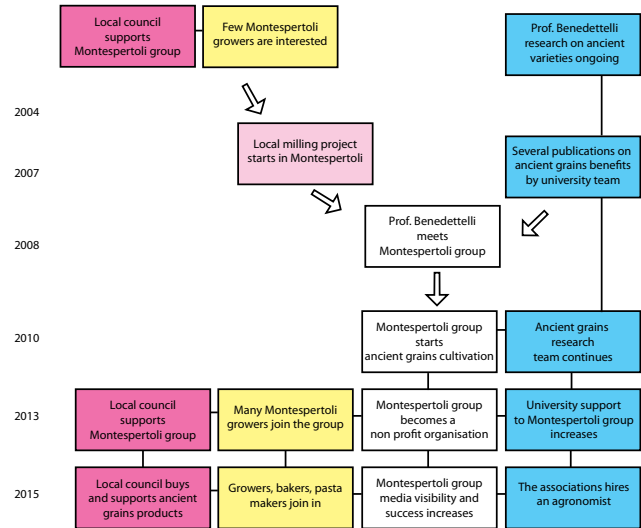 Local council
supports
Montespertoli group
Few Montespertoli
growers are interested
Prof. Benedettelli
research on ancient
varieties ongoing
2004
Local milling project
starts in Montespertoli
Several publications on
ancient grains benefits
by university team
2007
Prof. Benedettelli
meets
Montespertoli group
2008
2010
Montespertoli group
starts
ancient grains cultivation
Ancient grains
research
team continues
2013
Local council
supports
Montespertoli group
Many Montespertoli
growers join the group
Montespertoli group
becomes a
non profit organisation
University support
to Montespertoli group
increases
2015
Local council buys
and supports ancient
grains products
Growers, bakers, pasta
makers join in
Montespertoli group
media visibility and
success increases
The associations hires
an agronomist